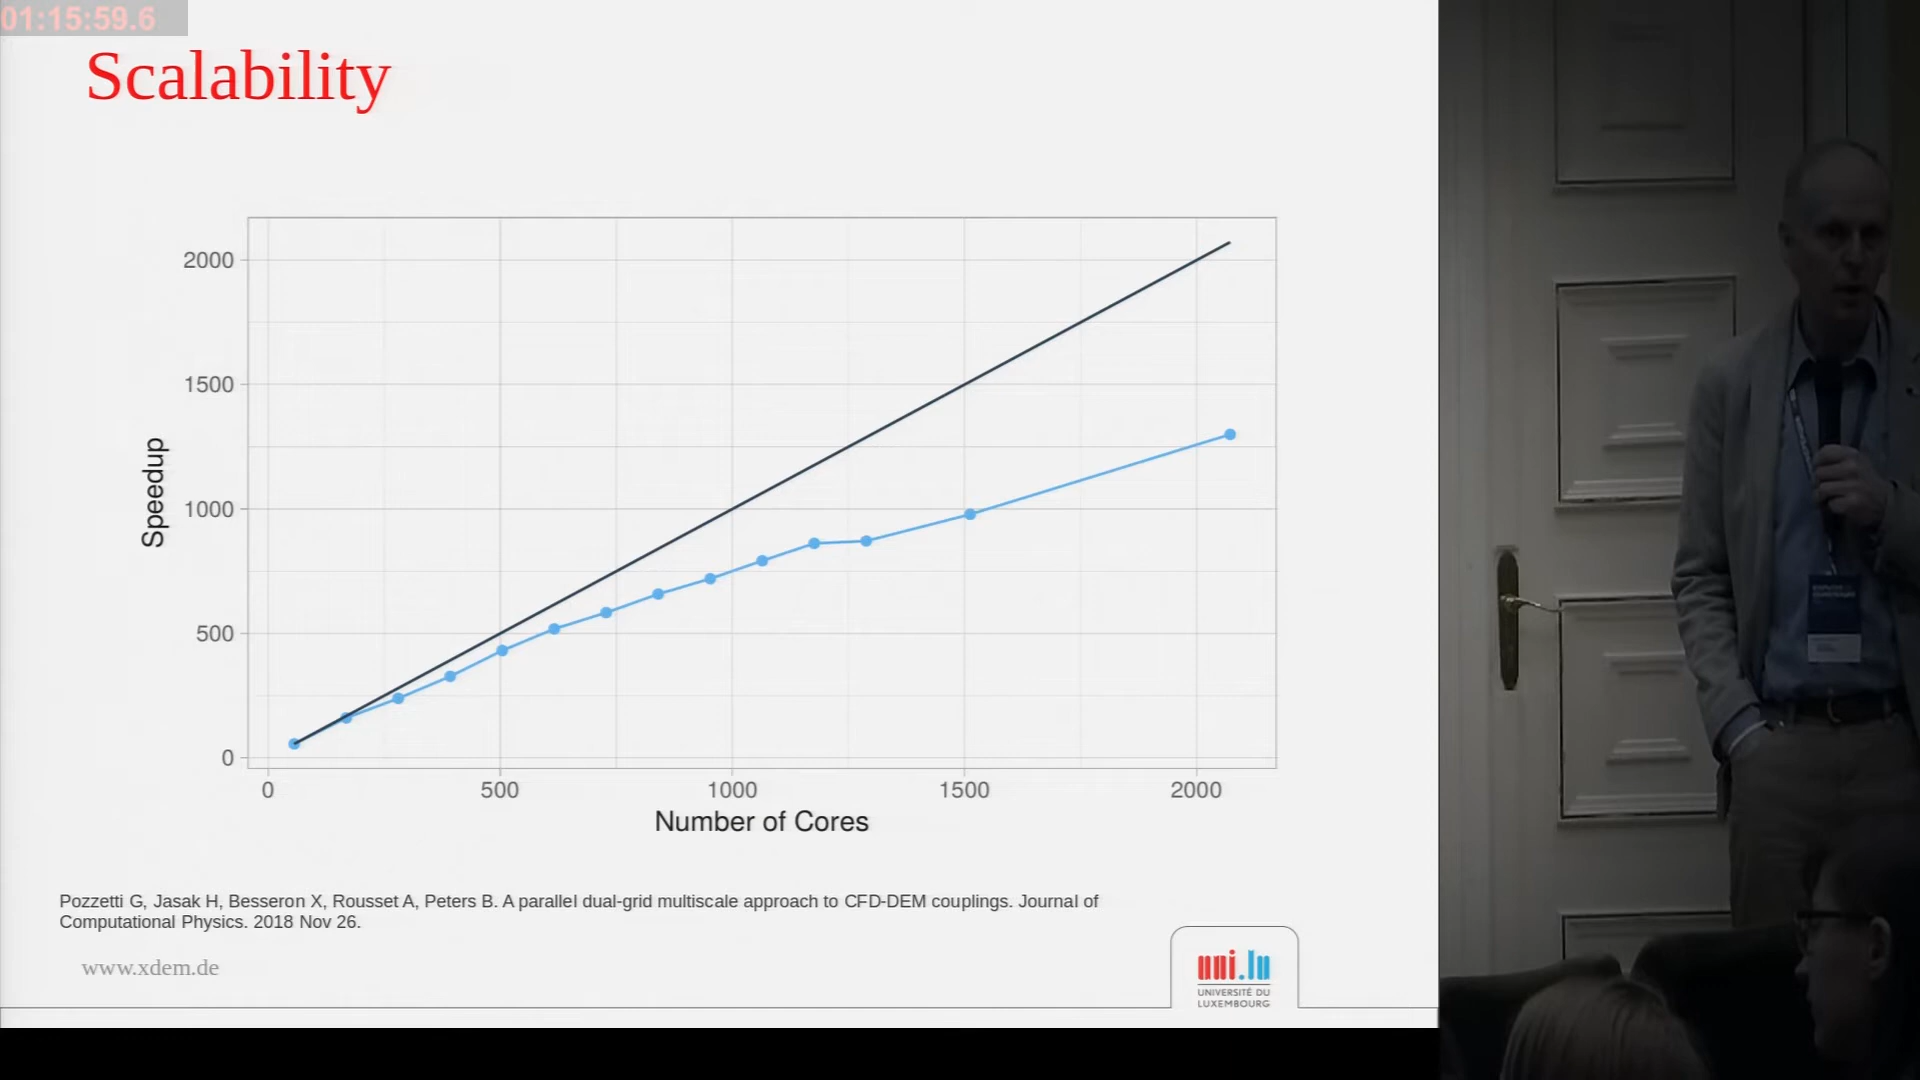 01:15:59.6
Scalability
2000
1500
1000
500
0
Speedup
0 500 1000 1500 2000
Number of Cores
Pozzetti G, Jasak H, Besseron X, Rousset A, Peters B. A parallel dual-grid multiscale approach to CFD-DEM couplings. Journal of
Computational Physics. 2018 Nov 26.
www.xdem.de
uni.lu
UNIVERSITÉ DU
LUXEMBOURG